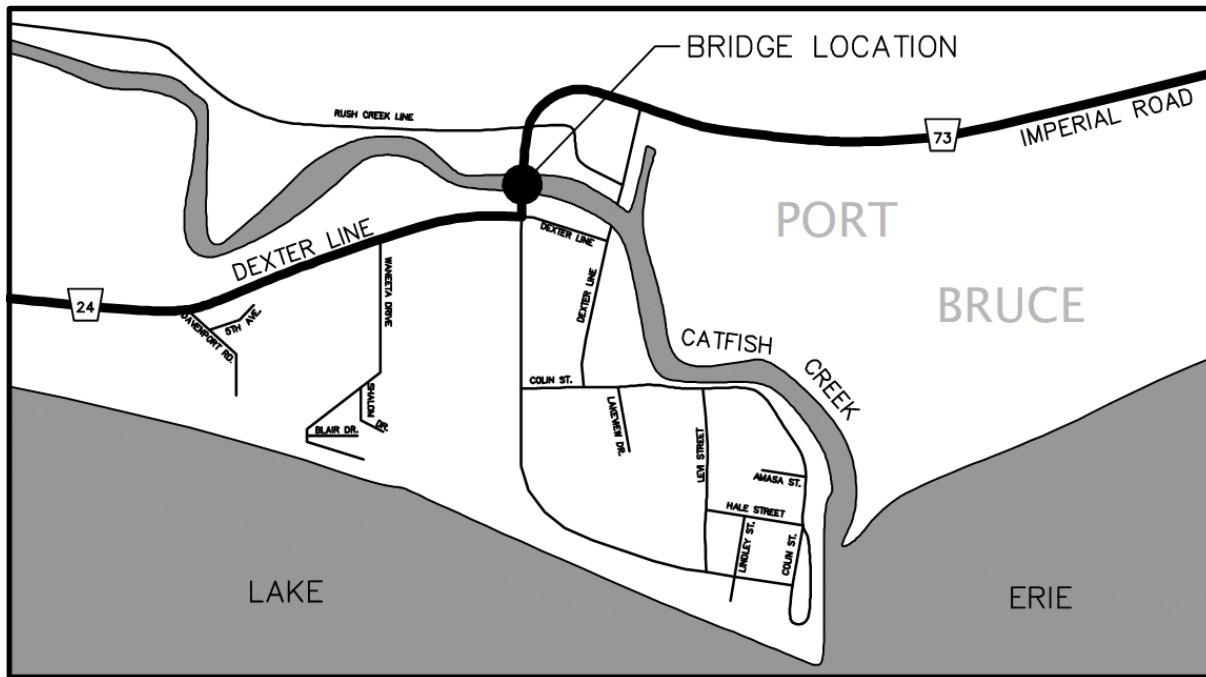 BRIDGE LOCATION
RUSH CREEK LINE
73
IMPERIAL ROAD
PORT
BRUCE
DEXTER LINE
24
DAVENPORT RD.
5TH AVE.
WANEETA DRIVE
SHALOM DR.
BLAIR DR.
DEXTER LINE
DEXTER LINE
CATFISH CREEK
COLIN ST.
LAKEVIEW DR.
LEVI STREET
AMASA ST.
HALE STREET
LINDLEY ST.
COLIN ST.
LAKE
ERIE